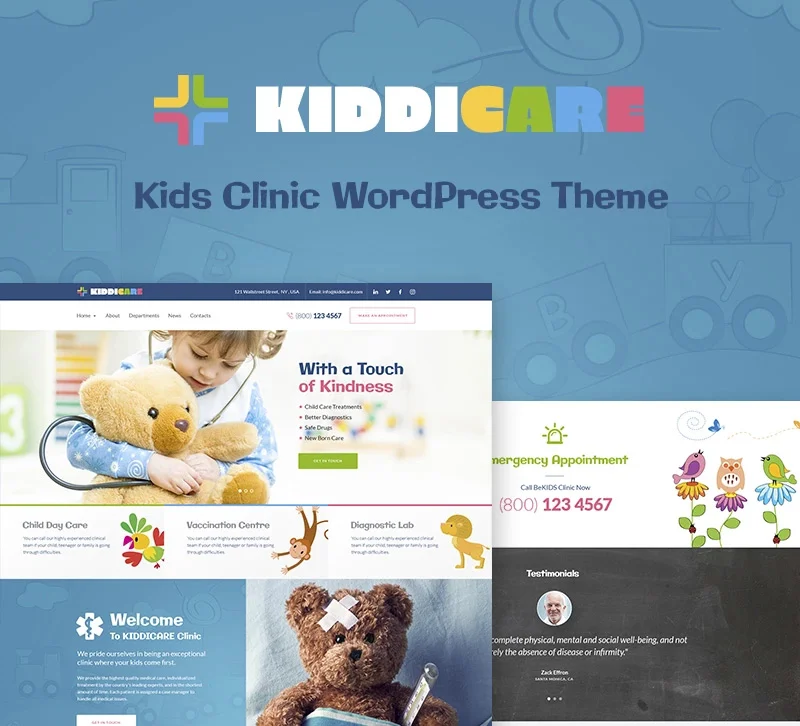 KIDDICARE
Kids Clinic WordPress Theme
B
B
Y
KIDDICARE
121 Wallstreet Street, NY, USA
Email: info@kiddicare.com
Home
About
Departments
News
Contacts
(800) 123 4567
MAKE AN APPOINTMENT
3
With a Touch
of Kindness
Child Care Treatments
Better Diagnostics
Safe Drugs
New Born Care
GET IN TOUCH
Child Day Care
You can call our highly experienced clinical
team if your child, teenager or family is going
through difficulties.
Vaccination Centre
You can call our highly experienced clinical
team if your child, teenager or family is going
through difficulties.
Diagnostic Lab
You can call our highly experienced clinical
team if your child, teenager or family is going
through difficulties.
Welcome
To KIDDICARE Clinic
We pride ourselves in being an exceptional
clinic where your kids come first.
We provide the highest quality medical care, individualized
treatment by the country's leading experts, and in the shortest
amount of time. Each patient is assigned a case manager to
handle all medical issues.
GET IN TOUCH
mergency Appointment
Call BeKIDS Clinic Now
(800) 123 4567
Testimonials
complete physical, mental and social well-being, and not
rely the absence of disease or infirmity."
Zack Effron
SANTA MONICA, CA